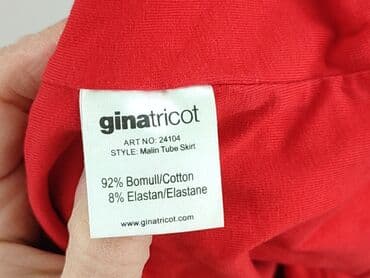 ginatricot
ART NO: 24104
STYLE: Malin Tube Skirt
92% Bomull/Cotton
8% Elastan/Elastane
www.ginatricot.com